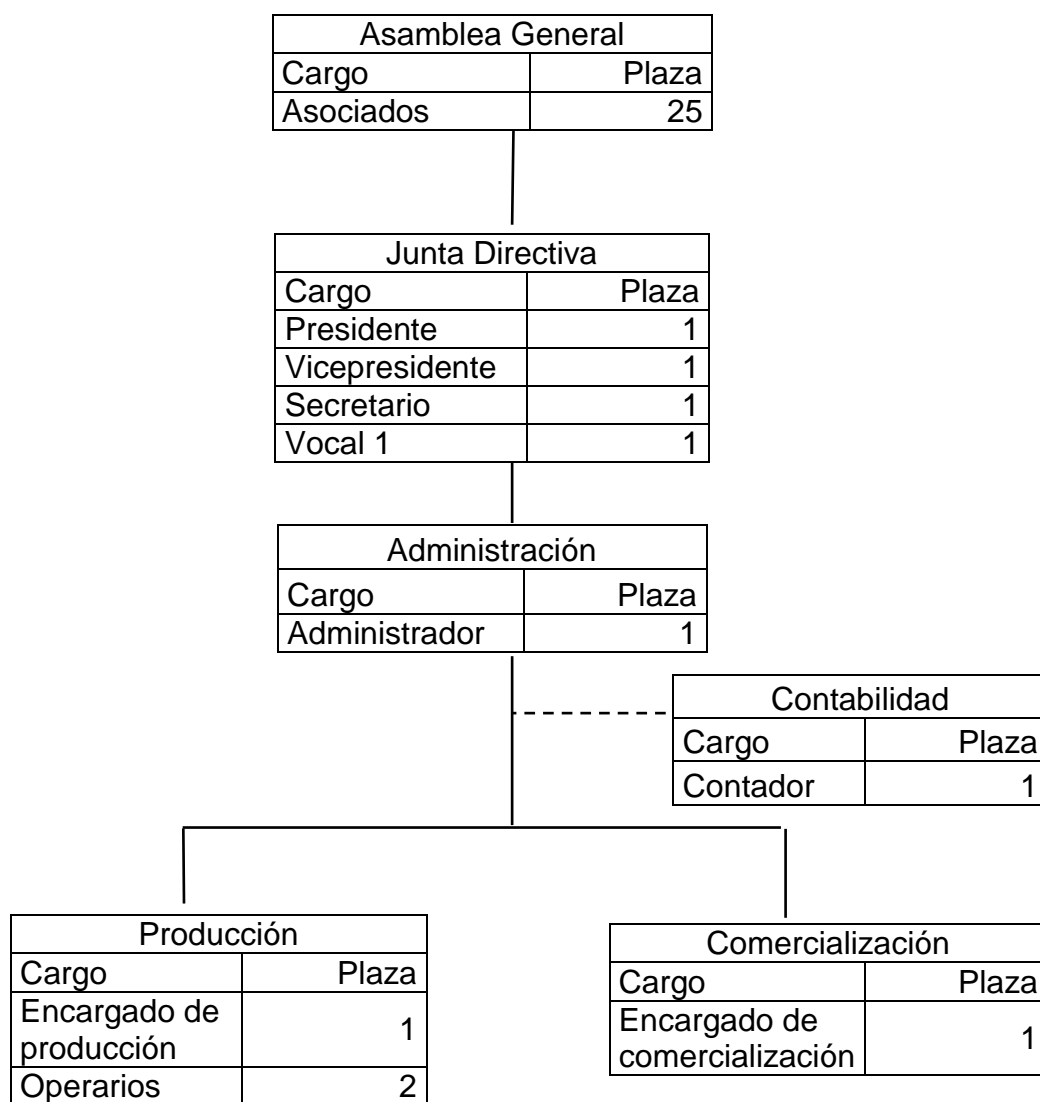 Asamblea General
Cargo Plaza
Asociados 25
Junta Directiva
Cargo Plaza
Presidente 1
Vicepresidente 1
Secretario 1
Vocal 1 1
Administración
Cargo Plaza
Administrador 1
Contabilidad
Cargo Plaza
Contador 1
Producción
Cargo Plaza
Encargado de
producción 1
Operarios 2
Comercialización
Cargo Plaza
Encargado de
comercialización 1